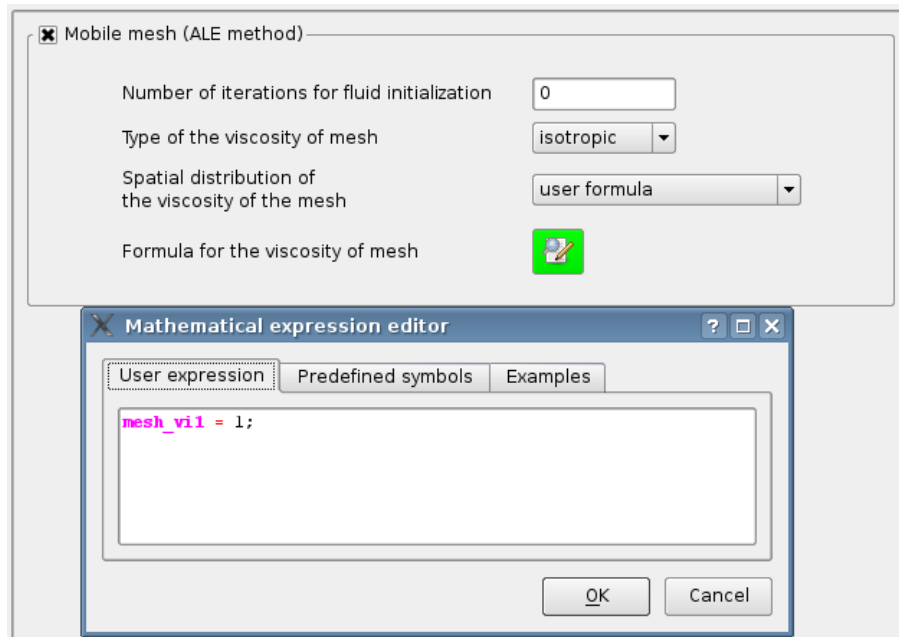 Mobile mesh (ALE method)
Number of iterations for fluid initialization
0
Type of the viscosity of mesh
isotropic
Spatial distribution of
the viscosity of the mesh
user formula
Formula for the viscosity of mesh
Mathematical expression editor
User expression
Predefined symbols
Examples
mesh_vi1 = 1;
OK
Cancel